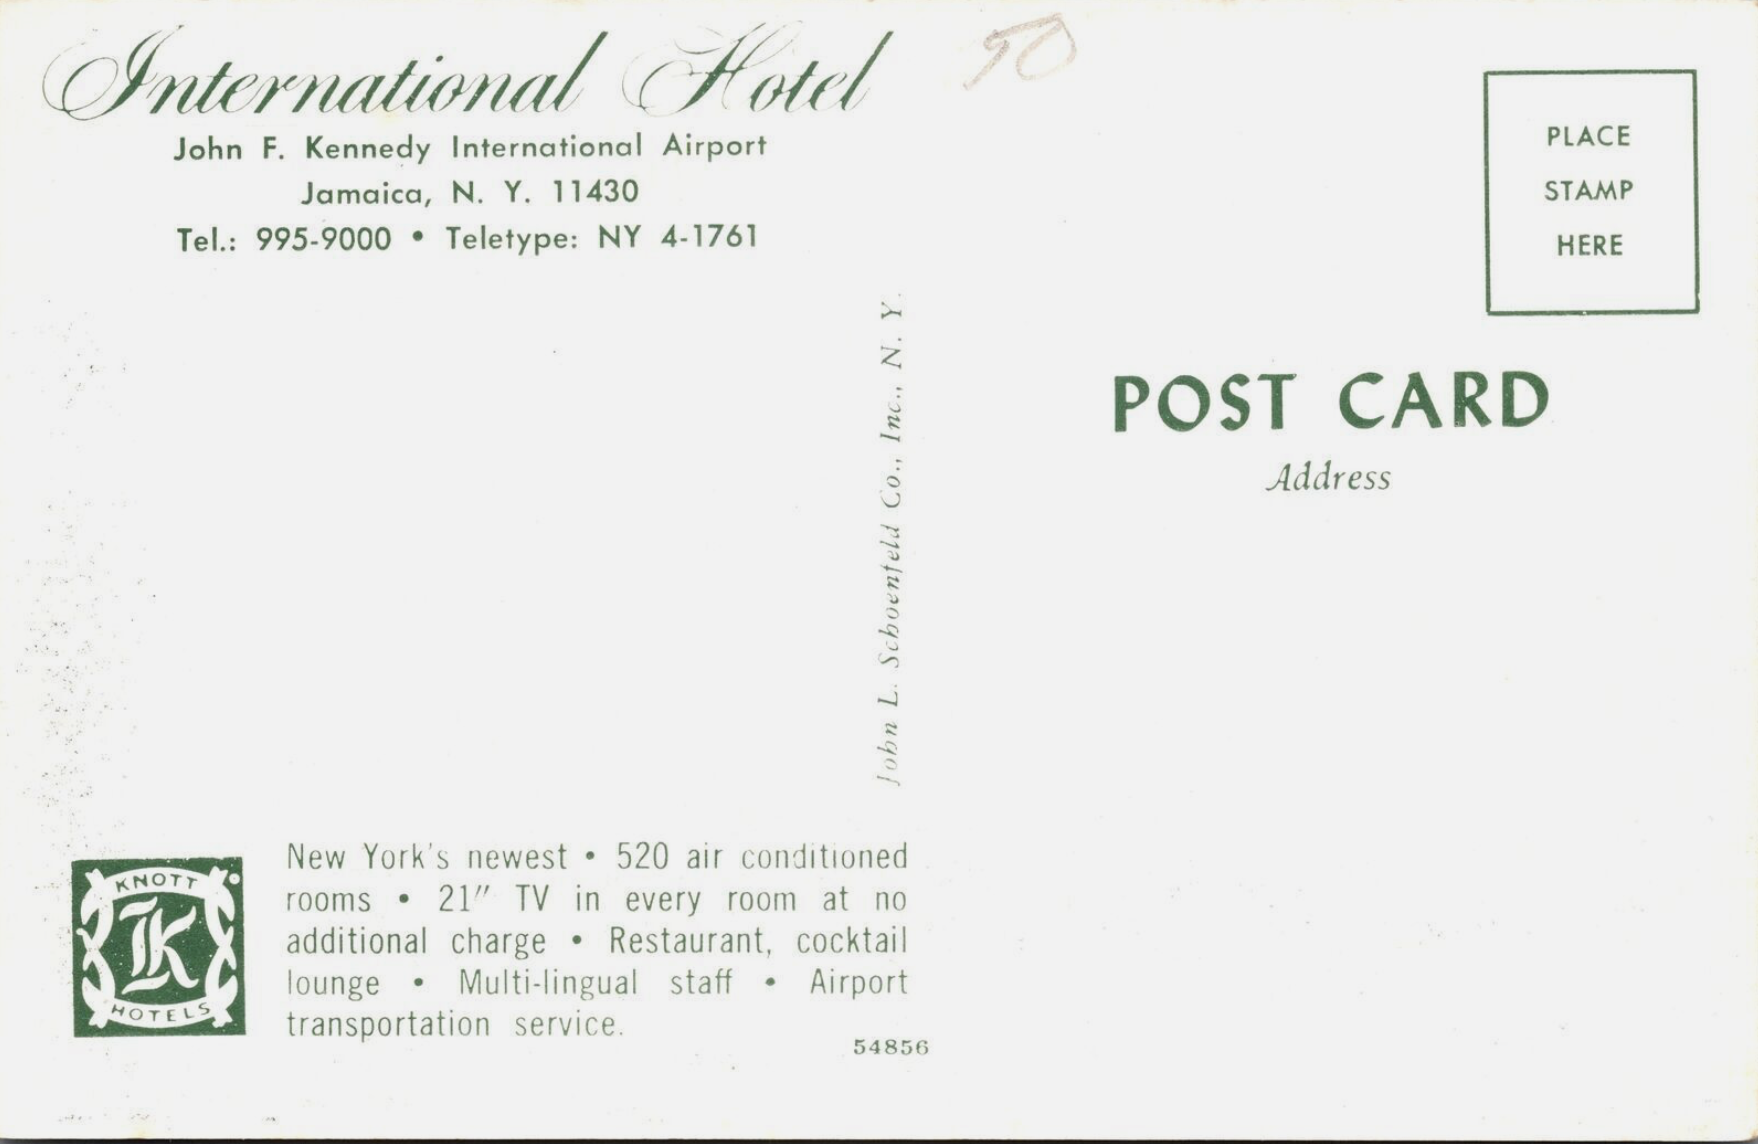 International Hotel
John F. Kennedy International Airport
Jamaica, N. Y. 11430
Tel.: 995-9000 • Teletype: NY 4-1761
50
PLACE
STAMP
HERE
POST CARD
Address
John L. Schoenfeld Co., Inc., N. Y.
KNOTT
K
HOTELS
New York's newest • 520 air conditioned
rooms • 21" TV in every room at no
additional charge • Restaurant, cocktail
lounge • Multi-lingual staff • Airport
transportation service.
54856